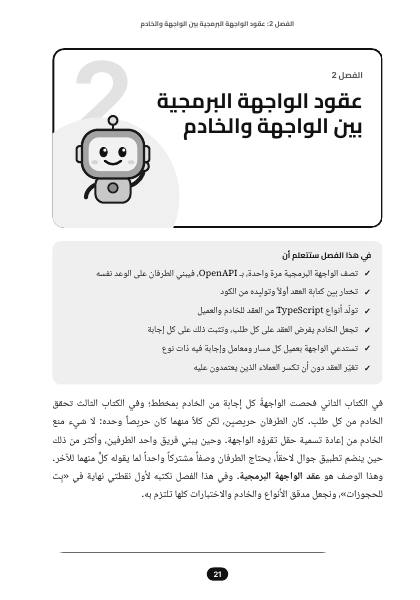 الفصل 2: عقود الواجهة البرمجية بين الواجهة والخادم
2
الفصل 2
عقود الواجهة البرمجية
بين الواجهة والخادم
في هذا الفصل ستتعلم أن
✓ تصف الواجهة البرمجية مرة واحدة، بـ OpenAPI، فيبني الطرفان على الوعد نفسه
✓ تختار بين كتابة العقد أولاً وتوليده من الكود
✓ تولّد أنواع TypeScript من العقد للخادم والعميل
✓ تجعل الخادم يفرض العقد على كل طلب، وتثبت ذلك على كل إجابة
✓ تستدعي الواجهة بعميل كل مسار ومعامل وإجابة فيه ذات نوع
✓ تغيّر العقد دون أن تكسر العملاء الذين يعتمدون عليه
في الكتاب الثاني فحصت الواجهةُ كل إجابة من الخادم بمخطط؛ وفي الكتاب الثالث تحقق
الخادم من كل طلب. كان الطرفان حريصين، لكن كلاً منهما كان حريصاً وحده: لا شيء منع
الخادم من إعادة تسمية حقل تقرؤه الواجهة. وحين يبني فريق واحد الطرفين، وأكثر من ذلك
حين ينضم تطبيق جوال لاحقاً، يحتاج الطرفان وصفاً مشتركاً واحداً لما يقوله كلٌّ منهما للآخر.
وهذا الوصف هو عقد الواجهة البرمجية. وفي هذا الفصل نكتبه لأول نقطتي نهاية في «بِت
للحجوزات»، ونجعل مدقق الأنواع والخادم والاختبارات كلها تلتزم به.
21